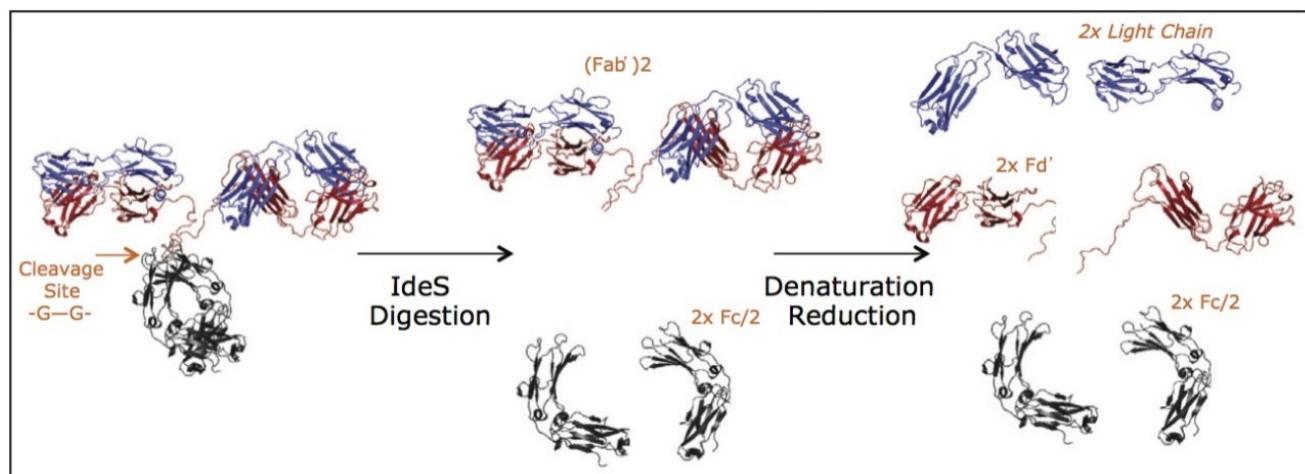 Cleavage
Site
-G—G-
IdeS
Digestion
(Fab')2
2x Fc/2
Denaturation
Reduction
2x Light Chain
2x Fd'
2x Fc/2